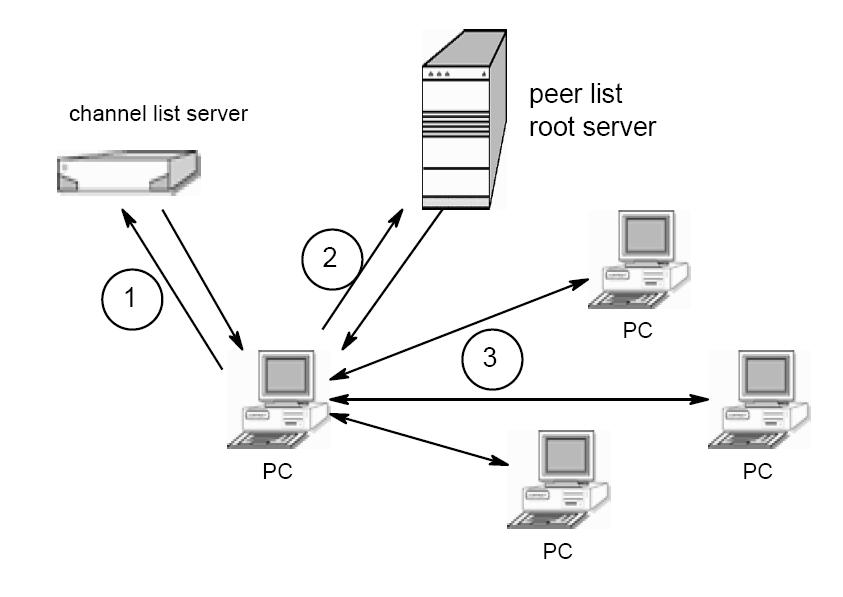 channel list server
peer list
root server
1
2
3
PC
PC
PC
PC